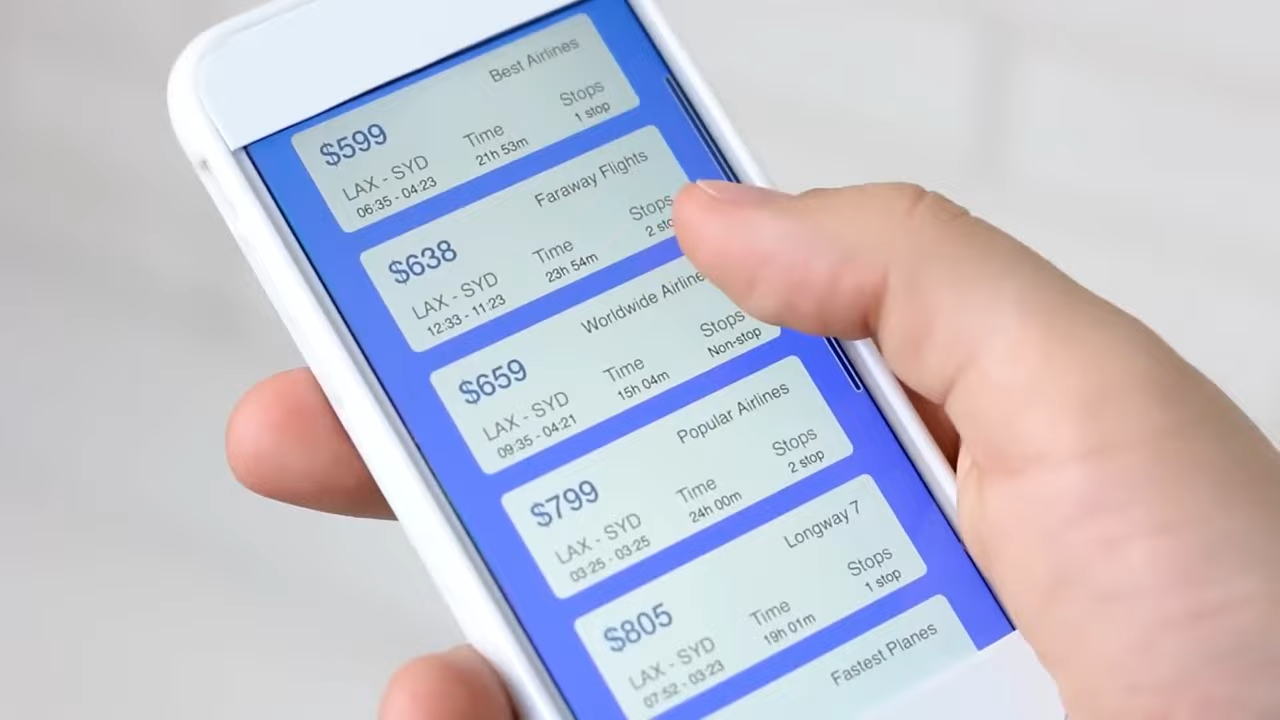 Best Airlines
$599
Time
Stops
LAX - SYD
21h 53m
1 stop
06:35 - 04:23
Faraway Flights
$638
Time
Stops
LAX - SYD
23h 54m
2
12:33 - 11:23
Worldwide
$659
Time
Stops
LAX - SYD
15h 04m
Non-stop
09:35 - 04:21
Popular Airlines
$799
Time
Stops
LAX - SYD
24h 00m
2 stop
03:25 - 03:25
Longway 7
$805
Time
Stops
LAX - SYD
19h 01m
1 stop
07:52 - 03:23
Fastest Planes